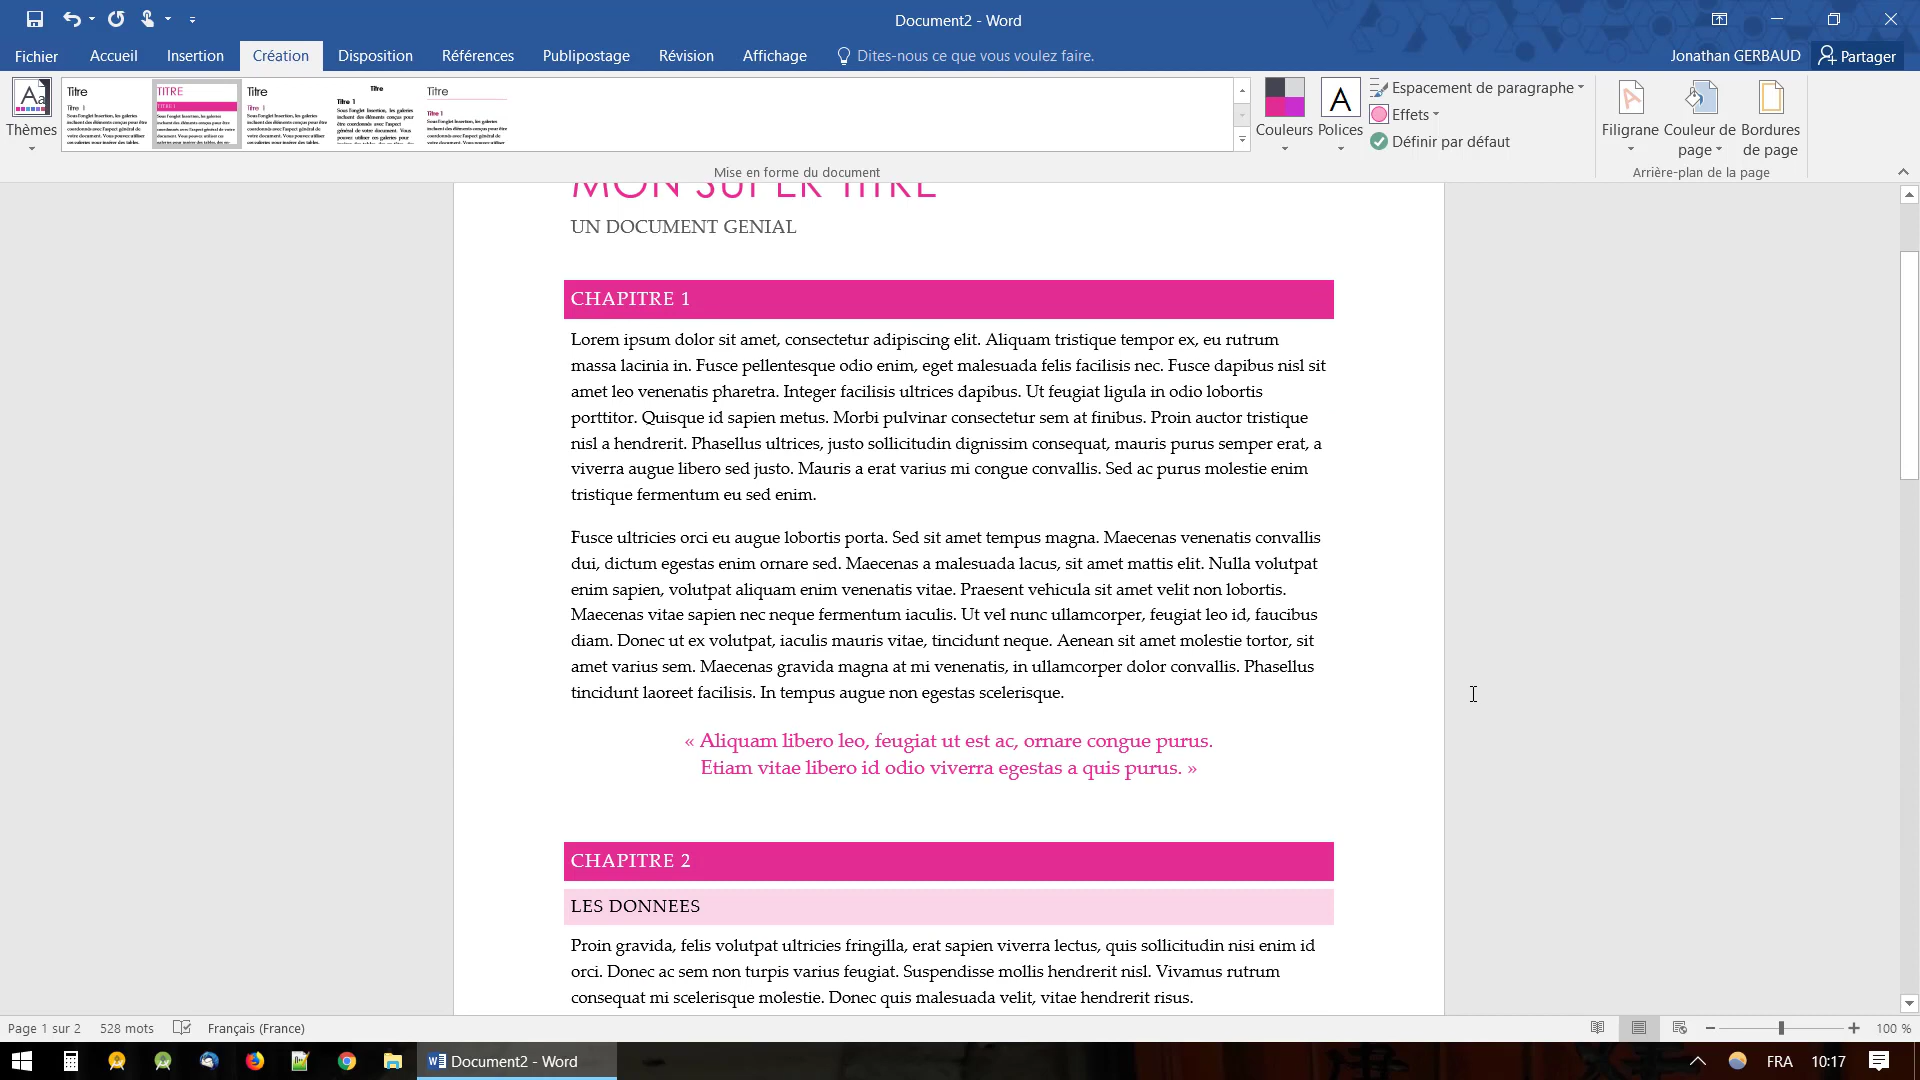 Document2 - Word
Fichier Accueil Insertion Création Disposition Références Publipostage Révision Affichage Dites-nous ce que vous voulez faire. Jonathan GERBAUD Partager
Thèmes
Titre
Titre 1
TITRE
TITRE 1
Titre
Titre 1
Titre
Titre 1
Titre
Titre 1
Couleurs
Polices
Espacement de paragraphe
Effets
Définir par défaut
Filigrane
Couleur de page
Bordures de page
Mise en forme du document
Arrière-plan de la page
MON SUPER TITRE
UN DOCUMENT GENIAL
CHAPITRE 1
Lorem ipsum dolor sit amet, consectetur adipiscing elit. Aliquam tristique tempor ex, eu rutrum
massa lacinia in. Fusce pellentesque odio enim, eget malesuada felis facilisis nec. Fusce dapibus nisl sit
amet leo venenatis pharetra. Integer facilisis ultrices dapibus. Ut feugiat ligula in odio lobortis
porttitor. Quisque id sapien metus. Morbi pulvinar consectetur sem at finibus. Proin auctor tristique
nisl a hendrerit. Phasellus ultrices, justo sollicitudin dignissim consequat, mauris purus semper erat, a
viverra augue libero sed justo. Mauris a erat varius mi congue convallis. Sed ac purus molestie enim
tristique fermentum eu sed enim.
Fusce ultricies orci eu augue lobortis porta. Sed sit amet tempus magna. Maecenas venenatis convallis
dui, dictum egestas enim ornare sed. Maecenas a malesuada lacus, sit amet mattis elit. Nulla volutpat
enim sapien, volutpat aliquam enim venenatis vitae. Praesent vehicula sit amet velit non lobortis.
Maecenas vitae sapien nec neque fermentum iaculis. Ut vel nunc ullamcorper, feugiat leo id, faucibus
diam. Donec ut ex volutpat, iaculis mauris vitae, tincidunt neque. Aenean sit amet molestie tortor, sit
amet varius sem. Maecenas gravida magna at mi venenatis, in ullamcorper dolor convallis. Phasellus
tincidunt laoreet facilisis. In tempus augue non egestas scelerisque.
« Aliquam libero leo, feugiat ut est ac, ornare congue purus.
Etiam vitae libero id odio viverra egestas a quis purus. »
CHAPITRE 2
LES DONNEES
Proin gravida, felis volutpat ultricies fringilla, erat sapien viverra lectus, quis sollicitudin nisi enim id
orci. Donec ac sem non turpis varius feugiat. Suspendisse mollis hendrerit nisl. Vivamus rutrum
consequat mi scelerisque molestie. Donec quis malesuada velit, vitae hendrerit risus.
Page 1 sur 2 528 mots Français (France) 100 %
Document2 - Word FRA 10:17